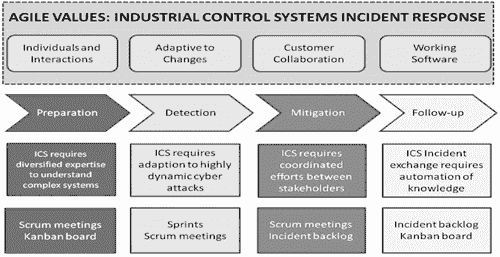 AGILE VALUES: INDUSTRIAL CONTROL SYSTEMS INCIDENT RESPONSE
Individuals and
Interactions
Adaptive to
Changes
Customer
Collaboration
Working
Software
Preparation
Detection
Mitigation
Follow-up
ICS requires
diversified expertise
to understand
complex systems
ICS requires
adaption to highly
dynamic cyber
attacks
ICS requires
coordinated
efforts between
stakeholders
ICS Incident
exchange requires
automation of
knowledge
Scrum meetings
Kanban board
Sprints
Scrum meetings
Scrum meetings
Incident backlog
Incident backlog
Kanban board